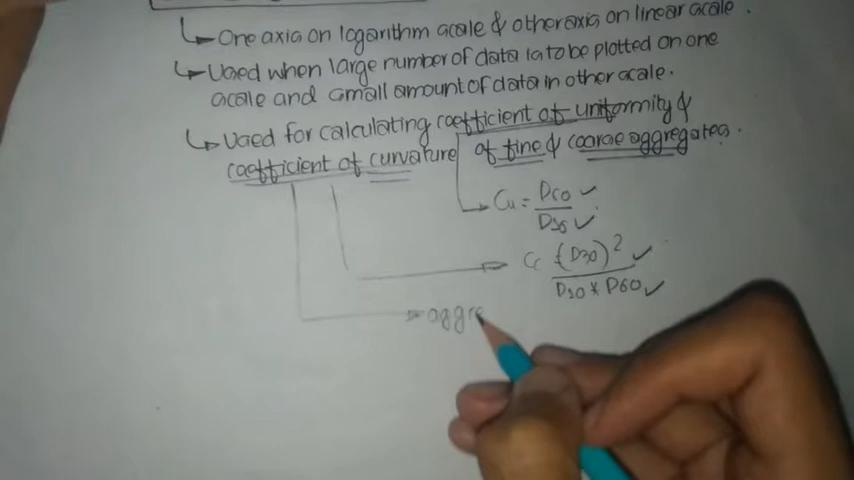 One axis on logarithm scale & other axis on linear scale.
Used when large number of data is to be plotted on one
scale and small amount of data in other scale.
Used for calculating coefficient of uniformity &
coefficient of curvature of fine & coarse aggregates.
Cu = D60
D10
Cc (D30)²
D10 * D60
aggre